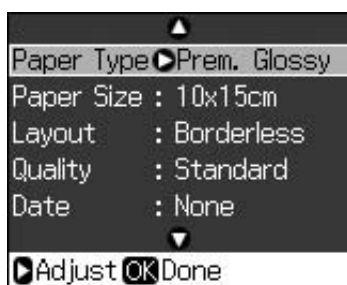 Paper Type Prem. Glossy
Paper Size : 10x15cm
Layout : Borderless
Quality : Standard
Date : None
Adjust OK Done